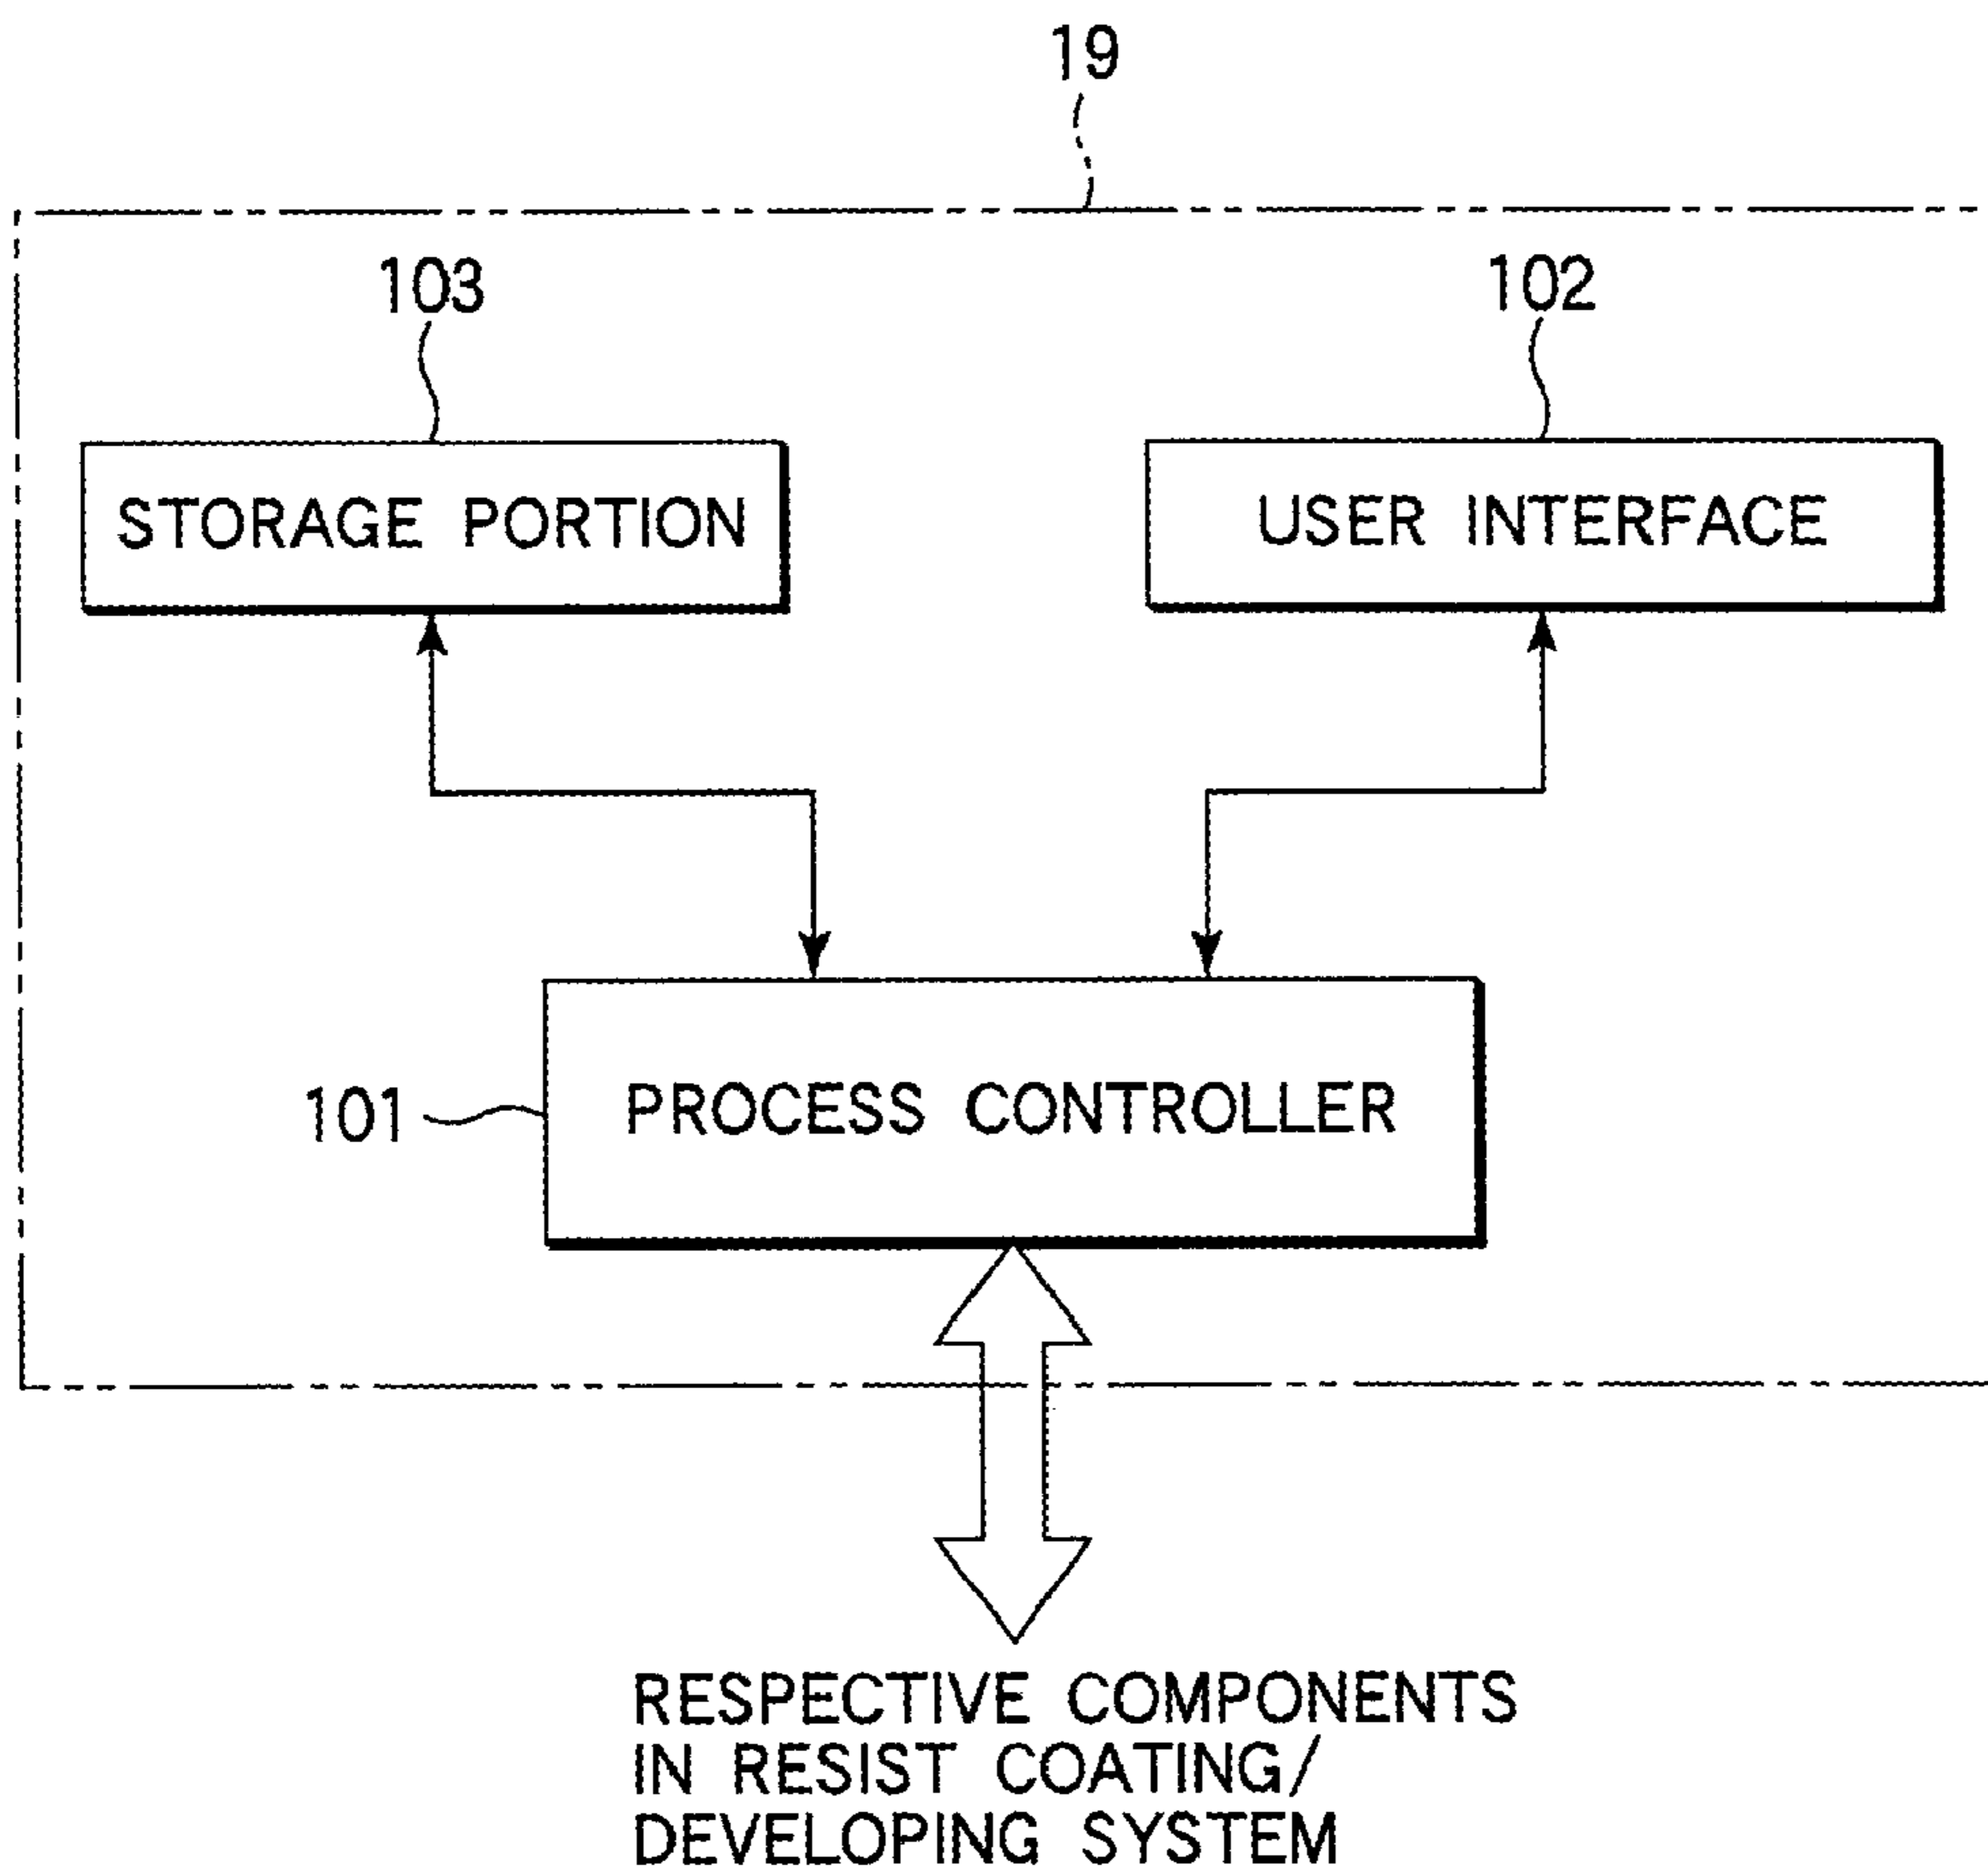 19
103
102
STORAGE PORTION
USER INTERFACE
101
PROCESS CONTROLLER
RESPECTIVE COMPONENTS
IN RESIST COATING/
DEVELOPING SYSTEM